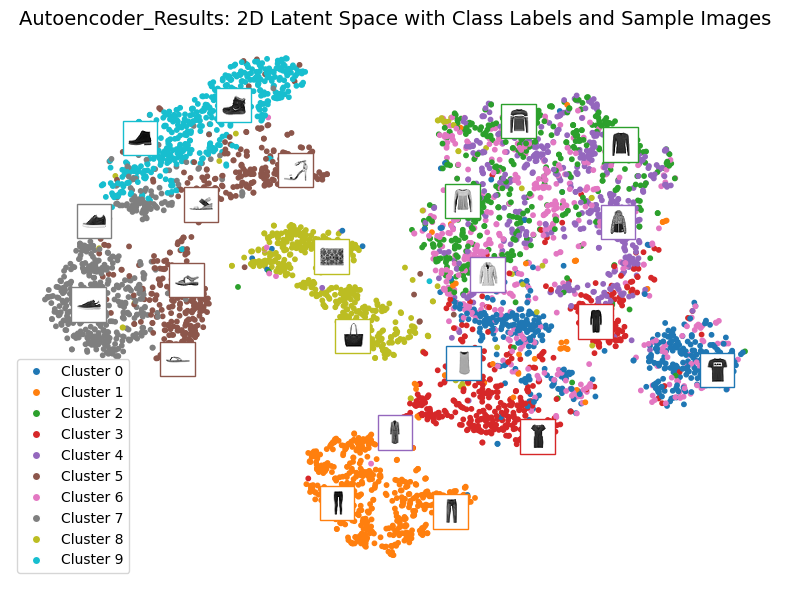 Autoencoder_Results: 2D Latent Space with Class Labels and Sample Images
Cluster 0
Cluster 1
Cluster 2
Cluster 3
Cluster 4
Cluster 5
Cluster 6
Cluster 7
Cluster 8
Cluster 9